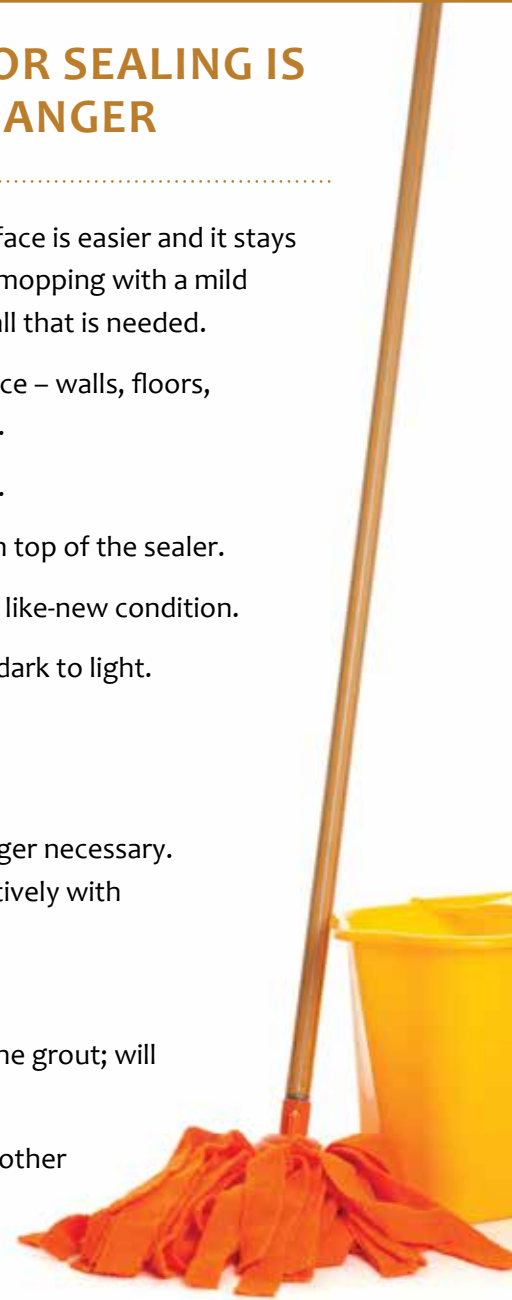 OR SEALING IS
ANGER
face is easier and it stays
mopping with a mild
all that is needed.
ce – walls, floors,
.
.
n top of the sealer.
like-new condition.
dark to light.
ger necessary.
tively with
he grout; will
other